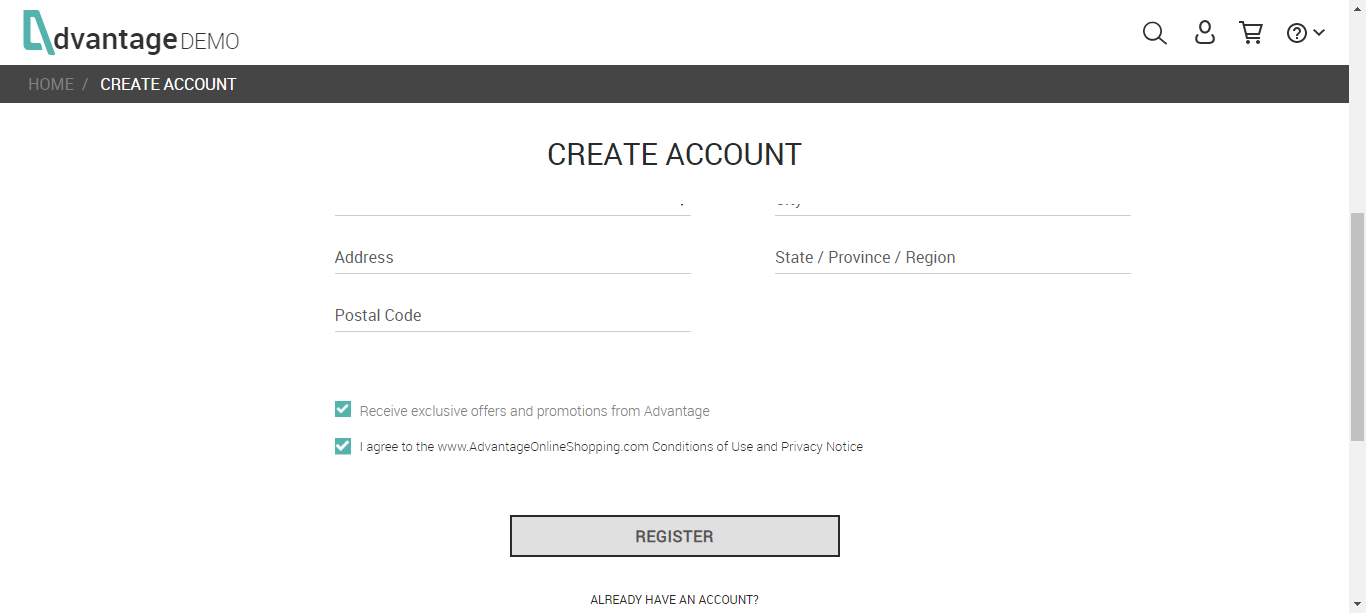 dvantage DEMO
HOME / CREATE ACCOUNT
CREATE ACCOUNT
Address
State / Province / Region
Postal Code
Receive exclusive offers and promotions from Advantage
I agree to the www.AdvantageOnlineShopping.com Conditions of Use and Privacy Notice
REGISTER
ALREADY HAVE AN ACCOUNT?